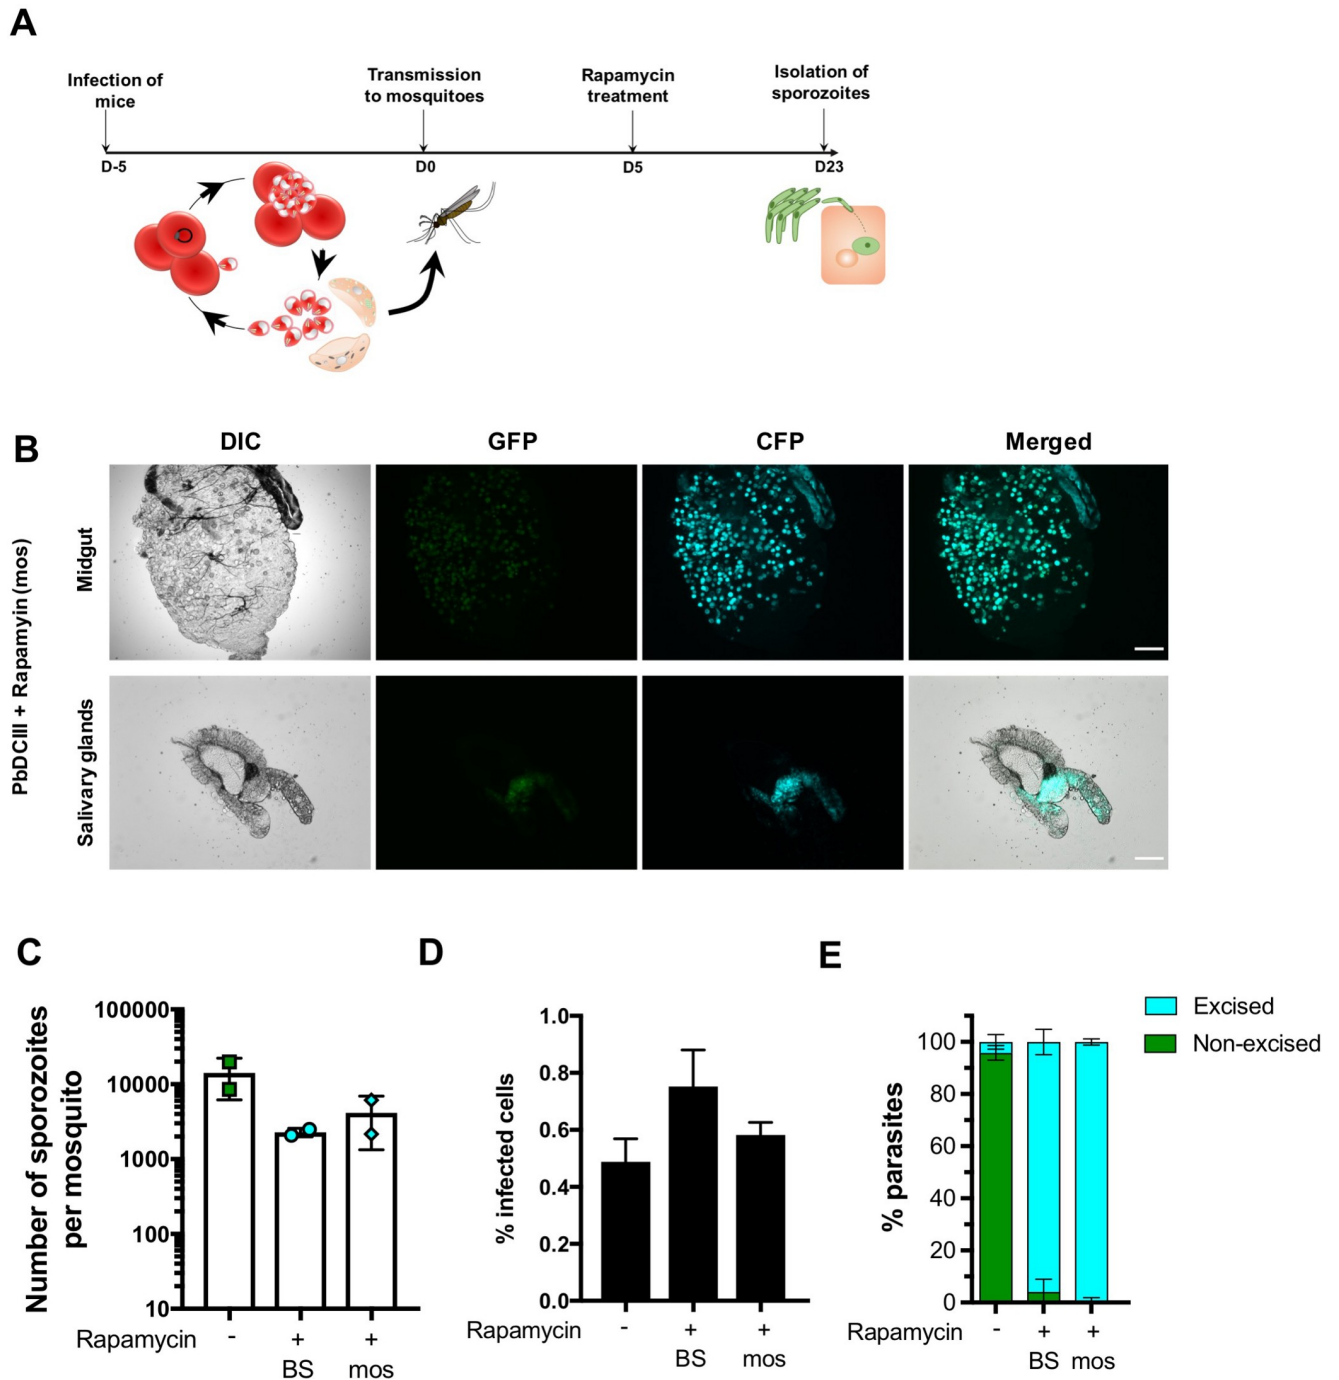 A
Infection of
mice
Transmission
to mosquitoes
Rapamycin
treatment
Isolation of
sporozoites
D-5
D0
D5
D23
B
DIC
GFP
CFP
Merged
PbDCIII + Rapamyin (mos)
Midgut
Salivary glands
C
Number of sporozoites
per mosquito
100000
10000
1000
100
10
Rapamycin - + +
BS mos
D
% infected cells
1.0
0.8
0.6
0.4
0.2
0.0
Rapamycin - + +
BS mos
E
% parasites
100
80
60
40
20
0
Rapamycin - + +
BS mos
Excised
Non-excised